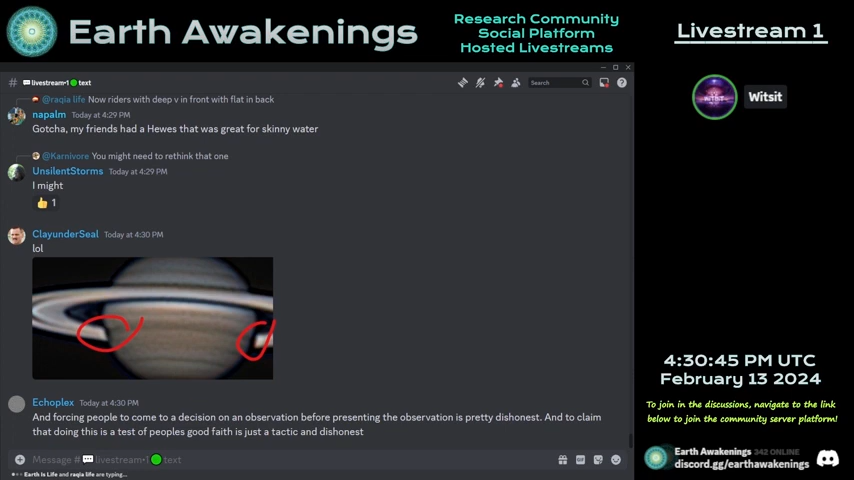 Earth Awakenings
Research Community
Social Platform
Hosted Livestreams
Livestream 1
# livestream•1 text
Search
Witsit
@raqia life Now riders with deep v in front with flat in back
napalm Today at 4:29 PM
Gotcha, my friends had a Hewes that was great for skinny water
@Karnivore You might need to rethink that one
UnsilentStorms Today at 4:29 PM
I might
1
ClayunderSeal Today at 4:30 PM
lol
Echoplex Today at 4:30 PM
And forcing people to come to a decision on an observation before presenting the observation is pretty dishonest. And to claim
that doing this is a test of peoples good faith is just a tactic and dishonest
Message # livestream•1 text
GIF
Earth Is Life and raqia life are typing...
4:30:45 PM UTC
February 13 2024
To join in the discussions, navigate to the link
below to join the community server platform!
Earth Awakenings 342 ONLINE
discord.gg/earthawakenings